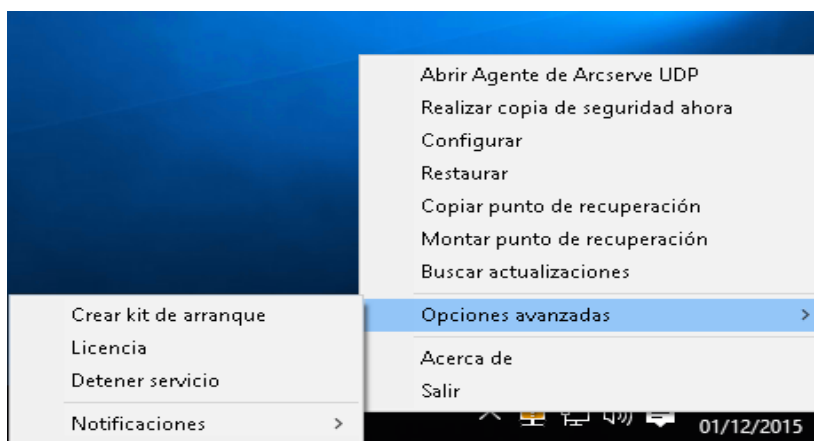 Abrir Agente de Arcserve UDP
Realizar copia de seguridad ahora
Configurar
Restaurar
Copiar punto de recuperación
Montar punto de recuperación
Buscar actualizaciones
Opciones avanzadas
Acerca de
Salir
Crear kit de arranque
Licencia
Detener servicio
Notificaciones
01/12/2015